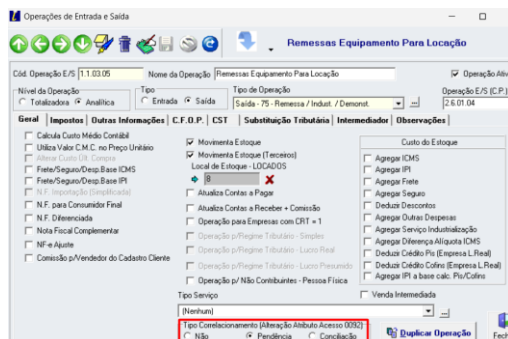 Operações de Entrada e Saída
Remessas Equipamento Para Locação
Cód. Operação E/S 1.1.03.05 Nome da Operação Remessas Equipamento Para Locação Operação Ativ
Nível da Operação Tipo Tipo de Operação Operação E/S (C.P.)
Totalizadora Analítica Entrada Saída Saída - 75 - Remessa / Indust. / Demonst. ... 2.6.01.04
Geral Impostos Outras Informações C.F.O.P. CST Substituição Tributária Intermediador Observações
Calcula Custo Médio Contábil
Utiliza Valor C.M.C. no Preço Unitário
Alterar Custo Últ. Compra
Frete/Seguro/Desp.Base ICMS
Frete/Seguro/Desp.Base IPI
N.F. Importação (Simplificada)
N.F. para Consumidor Final
N.F. Diferenciada
Nota Fiscal Complementar
NF-e Ajuste
Comissão p/Vendedor do Cadastro Cliente
Movimenta Estoque
Movimenta Estoque (Terceiros)
Local de Estoque - LOCADOS
8
Atualiza Contas a Pagar
Atualiza Contas a Receber + Comissão
Operação para Empresas com CRT = 1
Operação p/Regime Tributário - Simples
Operação p/Regime Tributário - Lucro Real
Operação p/Regime Tributário - Lucro Presumido
Operação p/ Não Contribuintes - Pessoa Física
Custo do Estoque
Agregar ICMS
Agregar IPI
Agregar Frete
Agregar Seguro
Deduzir Descontos
Agregar Outras Despesas
Agregar Serviço Industrialização
Agregar Diferença Alíquota ICMS
Deduzir Crédito Pis (Empresa L.Real)
Deduzir Crédito Cofins (Empresa L.Real)
Agregar IPI a base calc. Pis/Cofins
Tipo Serviço Venda Intermediada
(Nenhum) ...
Tipo Correlacionamento (Alteração Atributo Acesso 0092)
Não Pendência Conciliação
Duplicar Operação
Fech